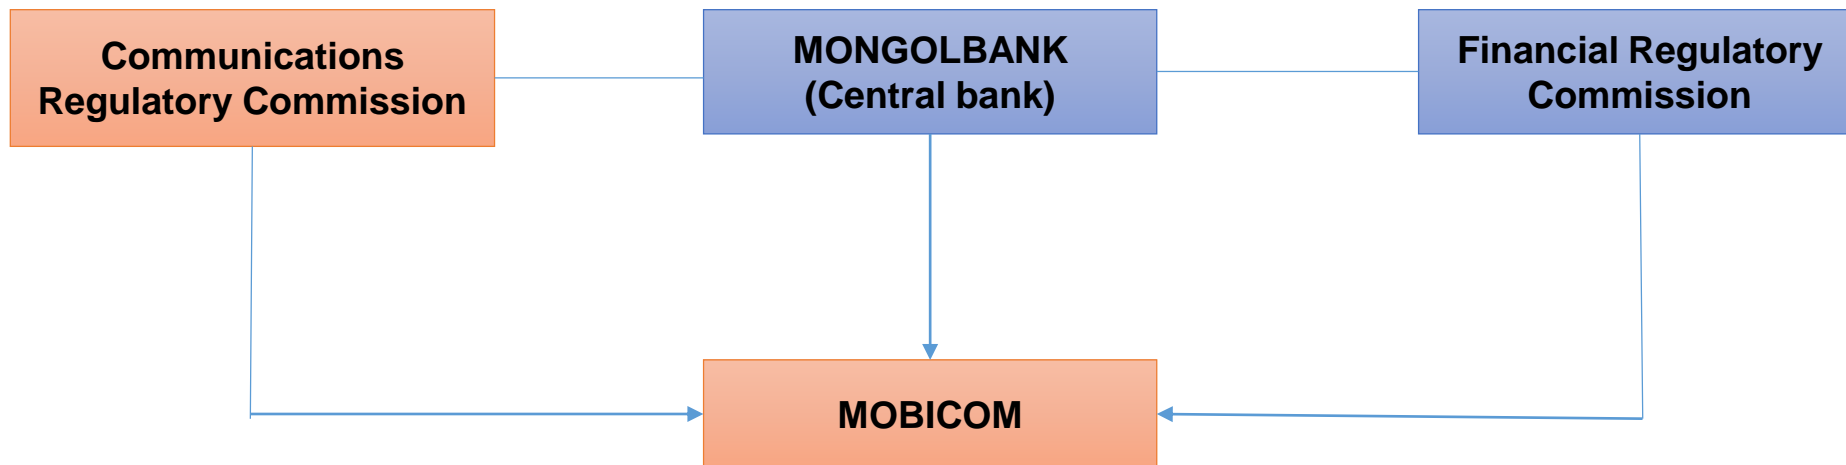 Communications
Regulatory Commission
MONGOLBANK
(Central bank)
Financial Regulatory
Commission
MOBICOM